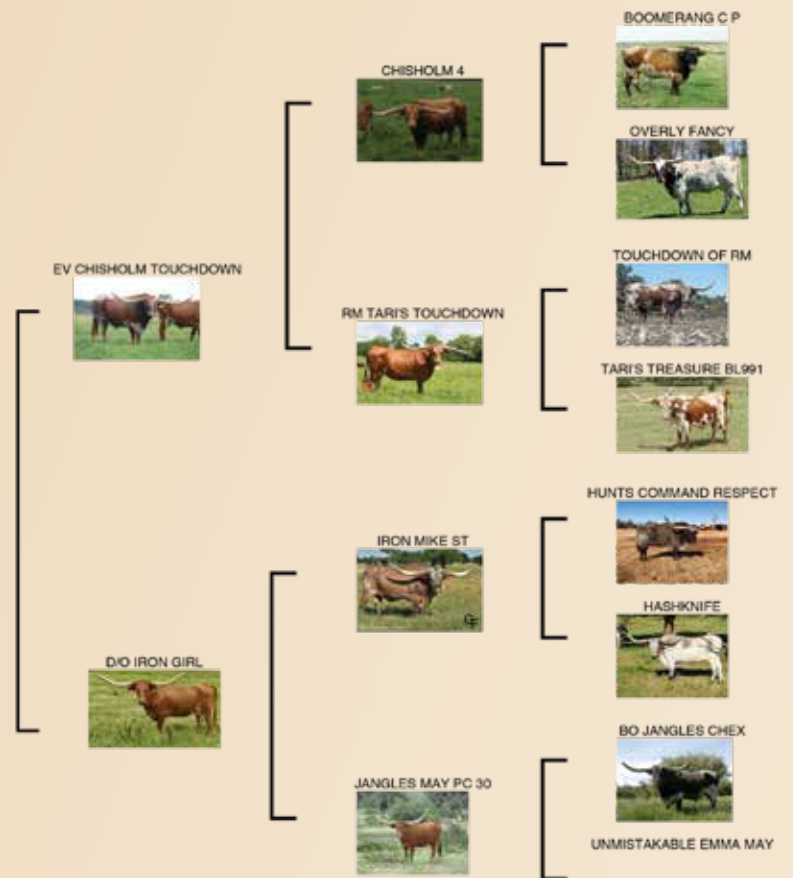 BOOMERANG C P
CHISHOLM 4
OVERLY FANCY
EV CHISHOLM TOUCHDOWN
TOUCHDOWN OF RM
RM TARI'S TOUCHDOWN
TARI'S TREASURE BL991
HUNTS COMMAND RESPECT
IRON MIKE ST
HASHKNIFE
D/O IRON GIRL
BO JANGLES CHEX
JANGLES MAY PC 30
UNMISTAKABLE EMMA MAY